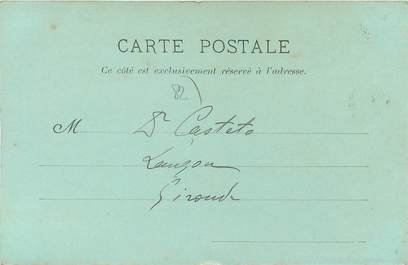 CARTE POSTALE
Ce côté est exclusivement réservé à l'adresse.
82
M Dr Castets
Langon
Gironde